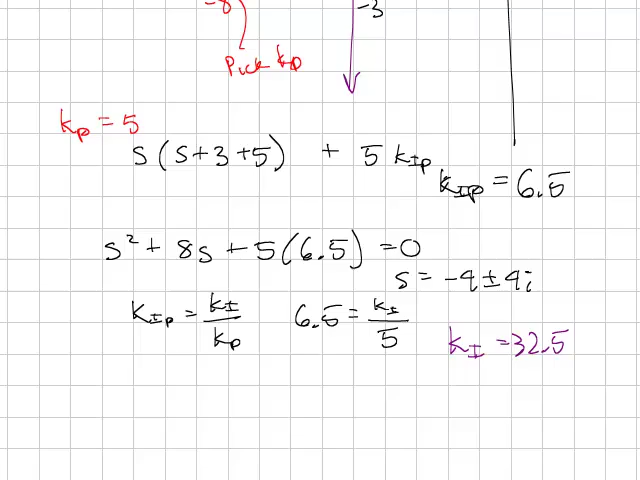 -8
-3
Pick kp
kp = 5
s(s+3+5) + 5 kIp
kIp = 6.5
s² + 8s + 5(6.5) = 0
s = -4 ± 4i
kIp = kI/kp
6.5 = kI/5
kI = 32.5